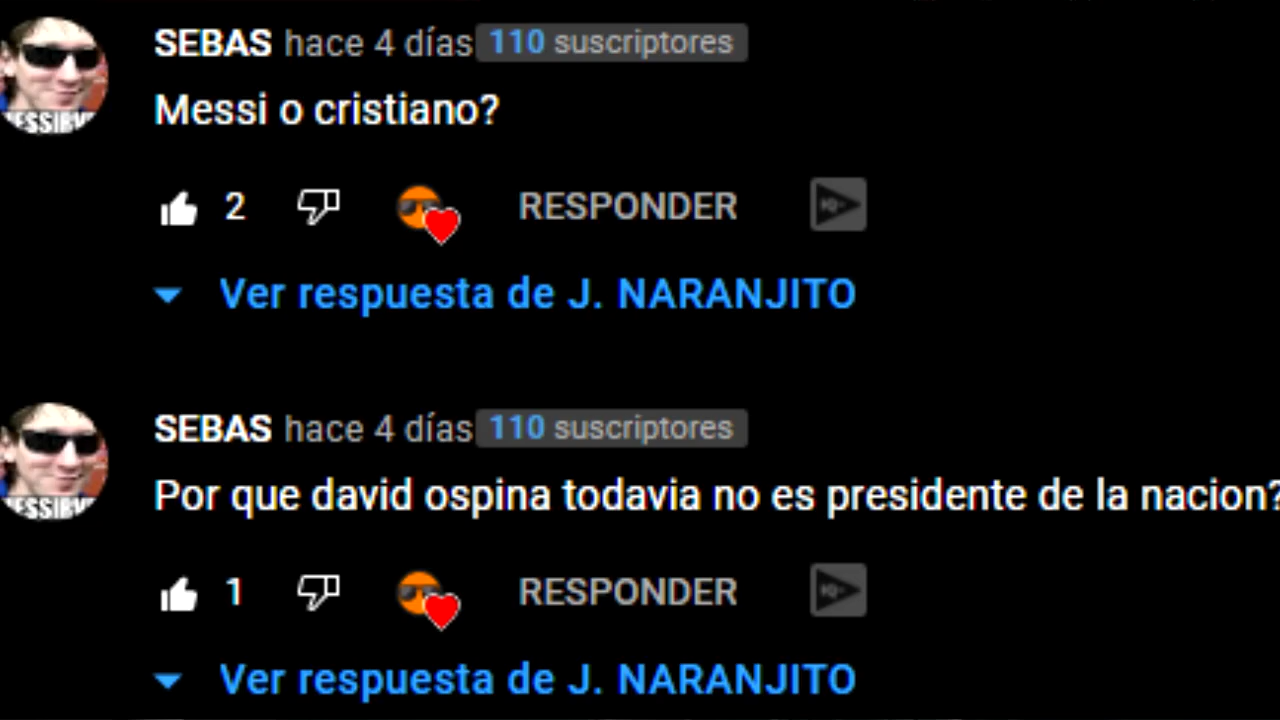 SEBAS hace 4 días 110 suscriptores
Messi o cristiano?
2 RESPONDER
Ver respuesta de J. NARANJITO
SEBAS hace 4 días 110 suscriptores
Por que david ospina todavia no es presidente de la nacion?
1 RESPONDER
Ver respuesta de J. NARANJITO